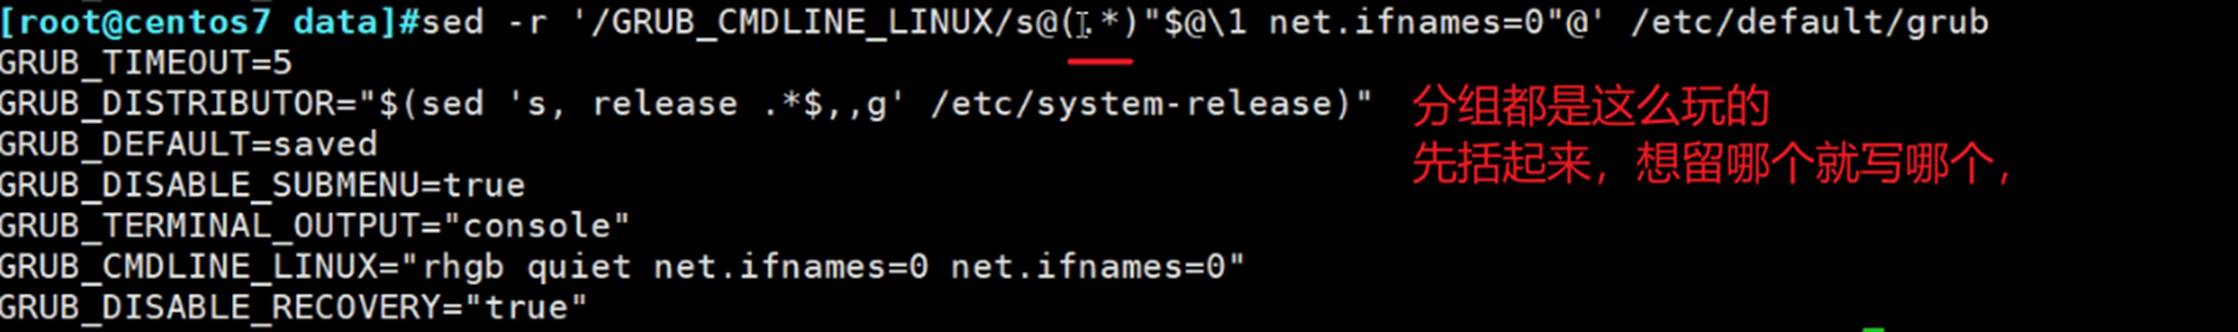 [root@centos7 data]#sed -r '/GRUB_CMDLINE_LINUX/s@(.*)"$@\1 net.ifnames=0"@' /etc/default/grub
GRUB_TIMEOUT=5
GRUB_DISTRIBUTOR="$(sed 's, release .*$,,g' /etc/system-release)"
分组都是这么玩的
GRUB_DEFAULT=saved
先括起来，想留哪个就写哪个，
GRUB_DISABLE_SUBMENU=true
GRUB_TERMINAL_OUTPUT="console"
GRUB_CMDLINE_LINUX="rhgb quiet net.ifnames=0 net.ifnames=0"
GRUB_DISABLE_RECOVERY="true"